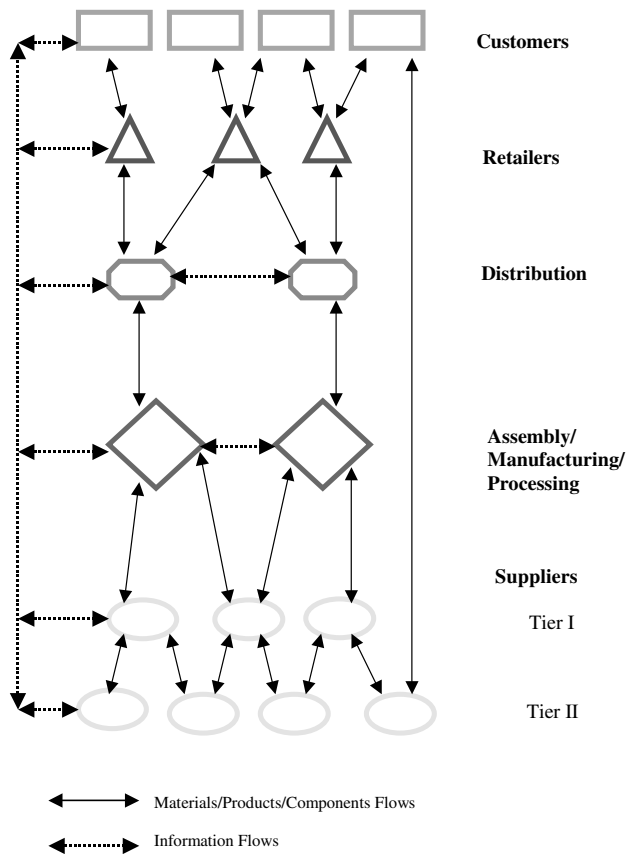 Customers
Retailers
Distribution
Assembly/
Manufacturing/
Processing
Suppliers
Tier I
Tier II
Materials/Products/Components Flows
Information Flows